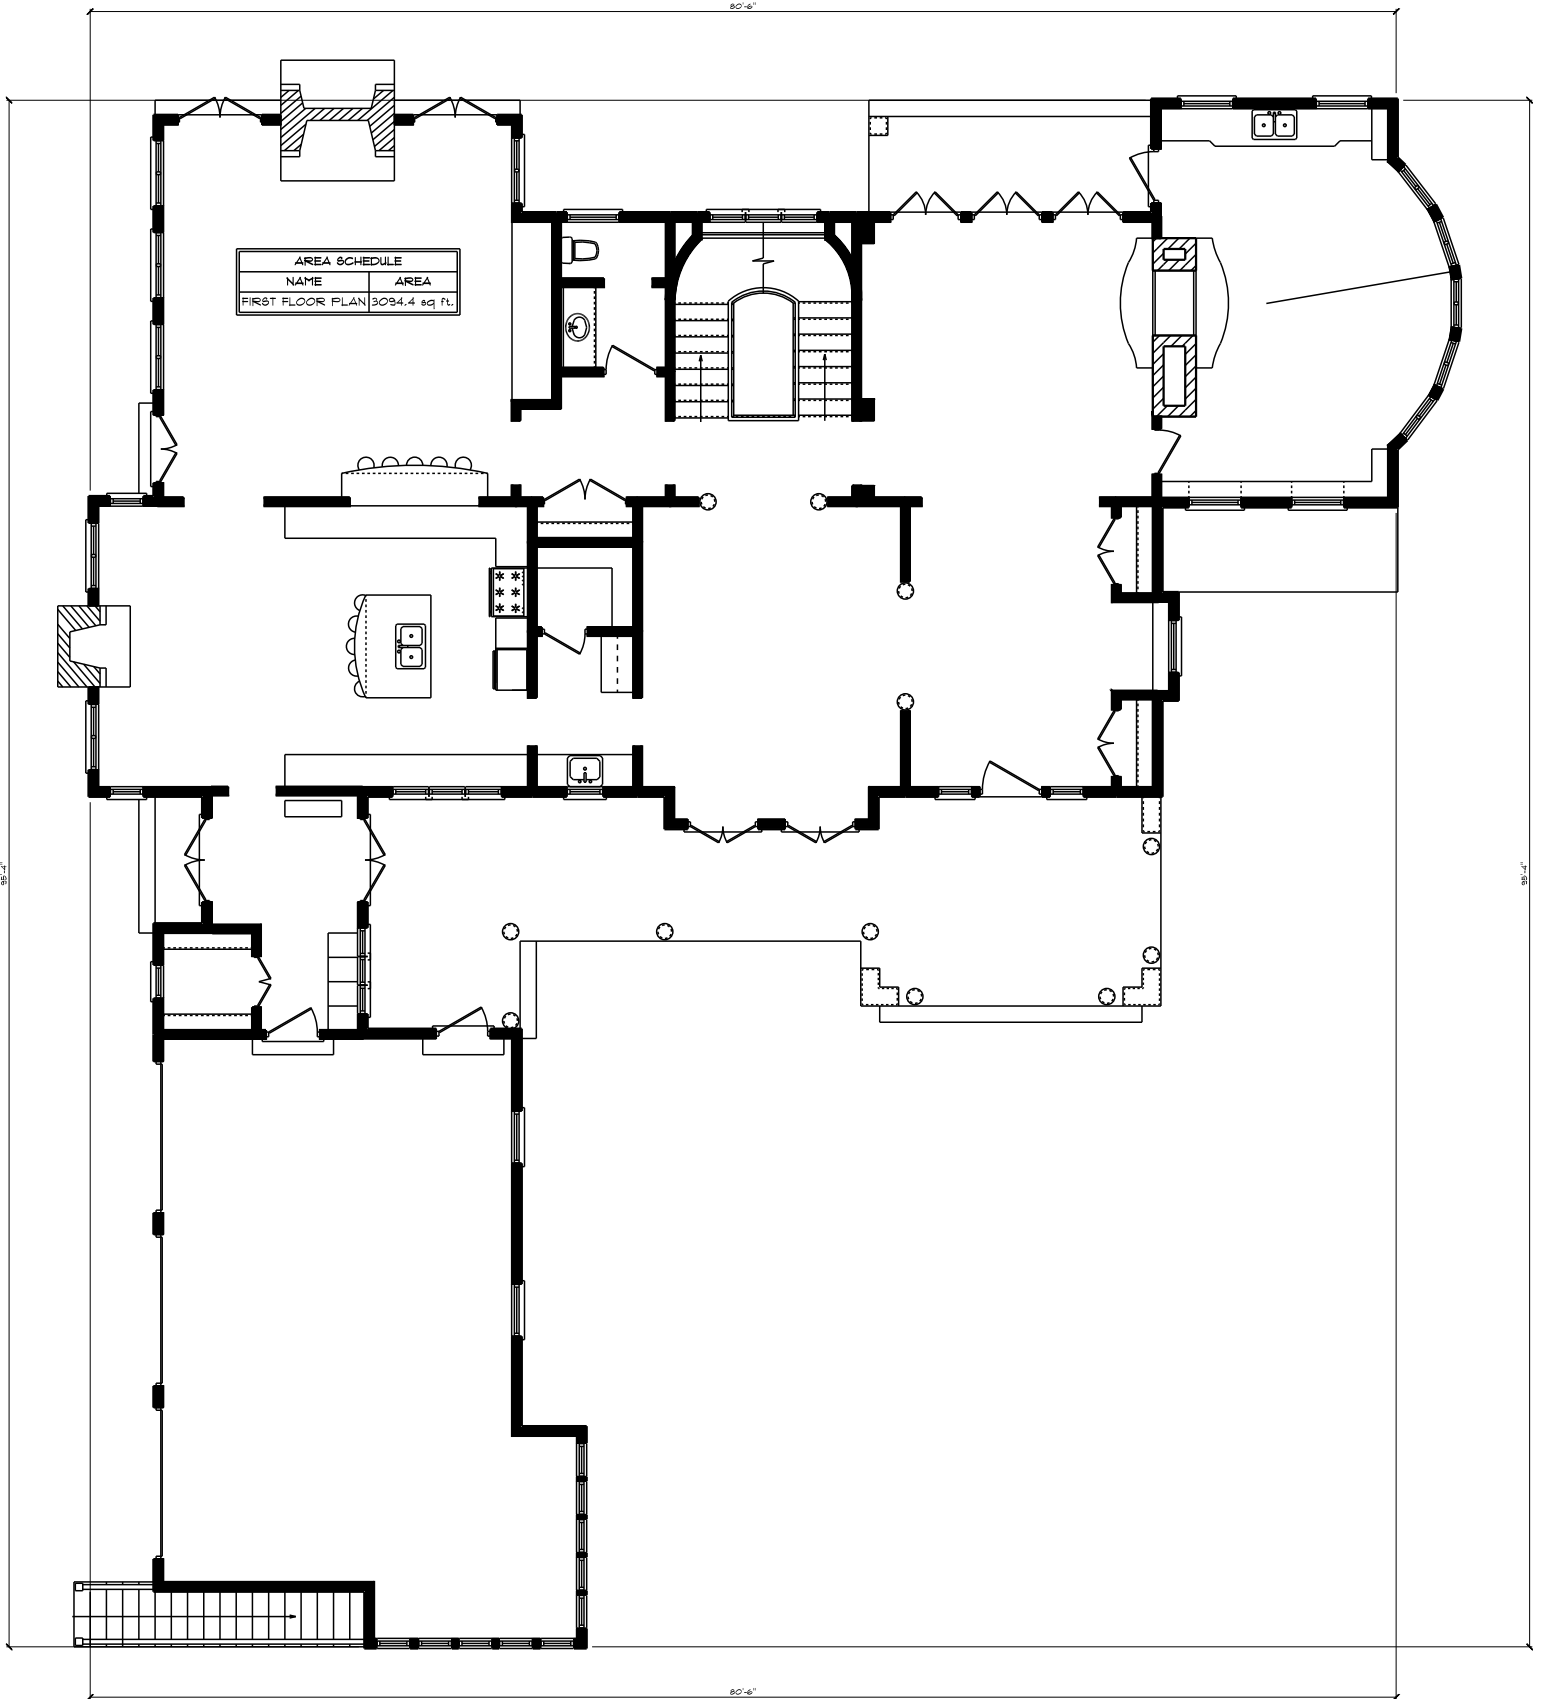 80'-6"
AREA SCHEDULE
NAME AREA
FIRST FLOOR PLAN 3094.4 sq ft.
95'-4"
95'-4"
80'-6"